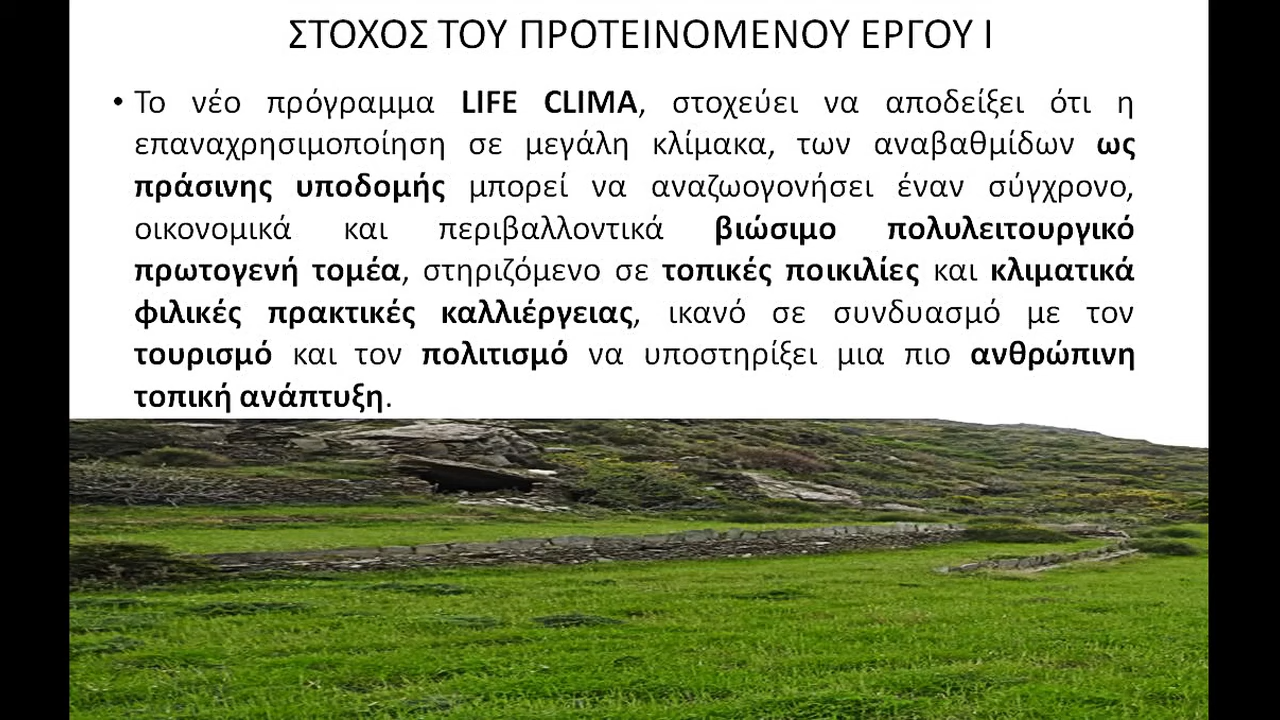 ΣΤΟΧΟΣ ΤΟΥ ΠΡΟΤΕΙΝΟΜΕΝΟΥ ΕΡΓΟΥ Ι
• Το νέο πρόγραμμα LIFE CLIMA, στοχεύει να αποδείξει ότι η
επαναχρησιμοποίηση σε μεγάλη κλίμακα, των αναβαθμίδων ως
πράσινης υποδομής μπορεί να αναζωογονήσει έναν σύγχρονο,
οικονομικά και περιβαλλοντικά βιώσιμο πολυλειτουργικό
πρωτογενή τομέα, στηριζόμενο σε τοπικές ποικιλίες και κλιματικά
φιλικές πρακτικές καλλιέργειας, ικανό σε συνδυασμό με τον
τουρισμό και τον πολιτισμό να υποστηρίξει μια πιο ανθρώπινη
τοπική ανάπτυξη.